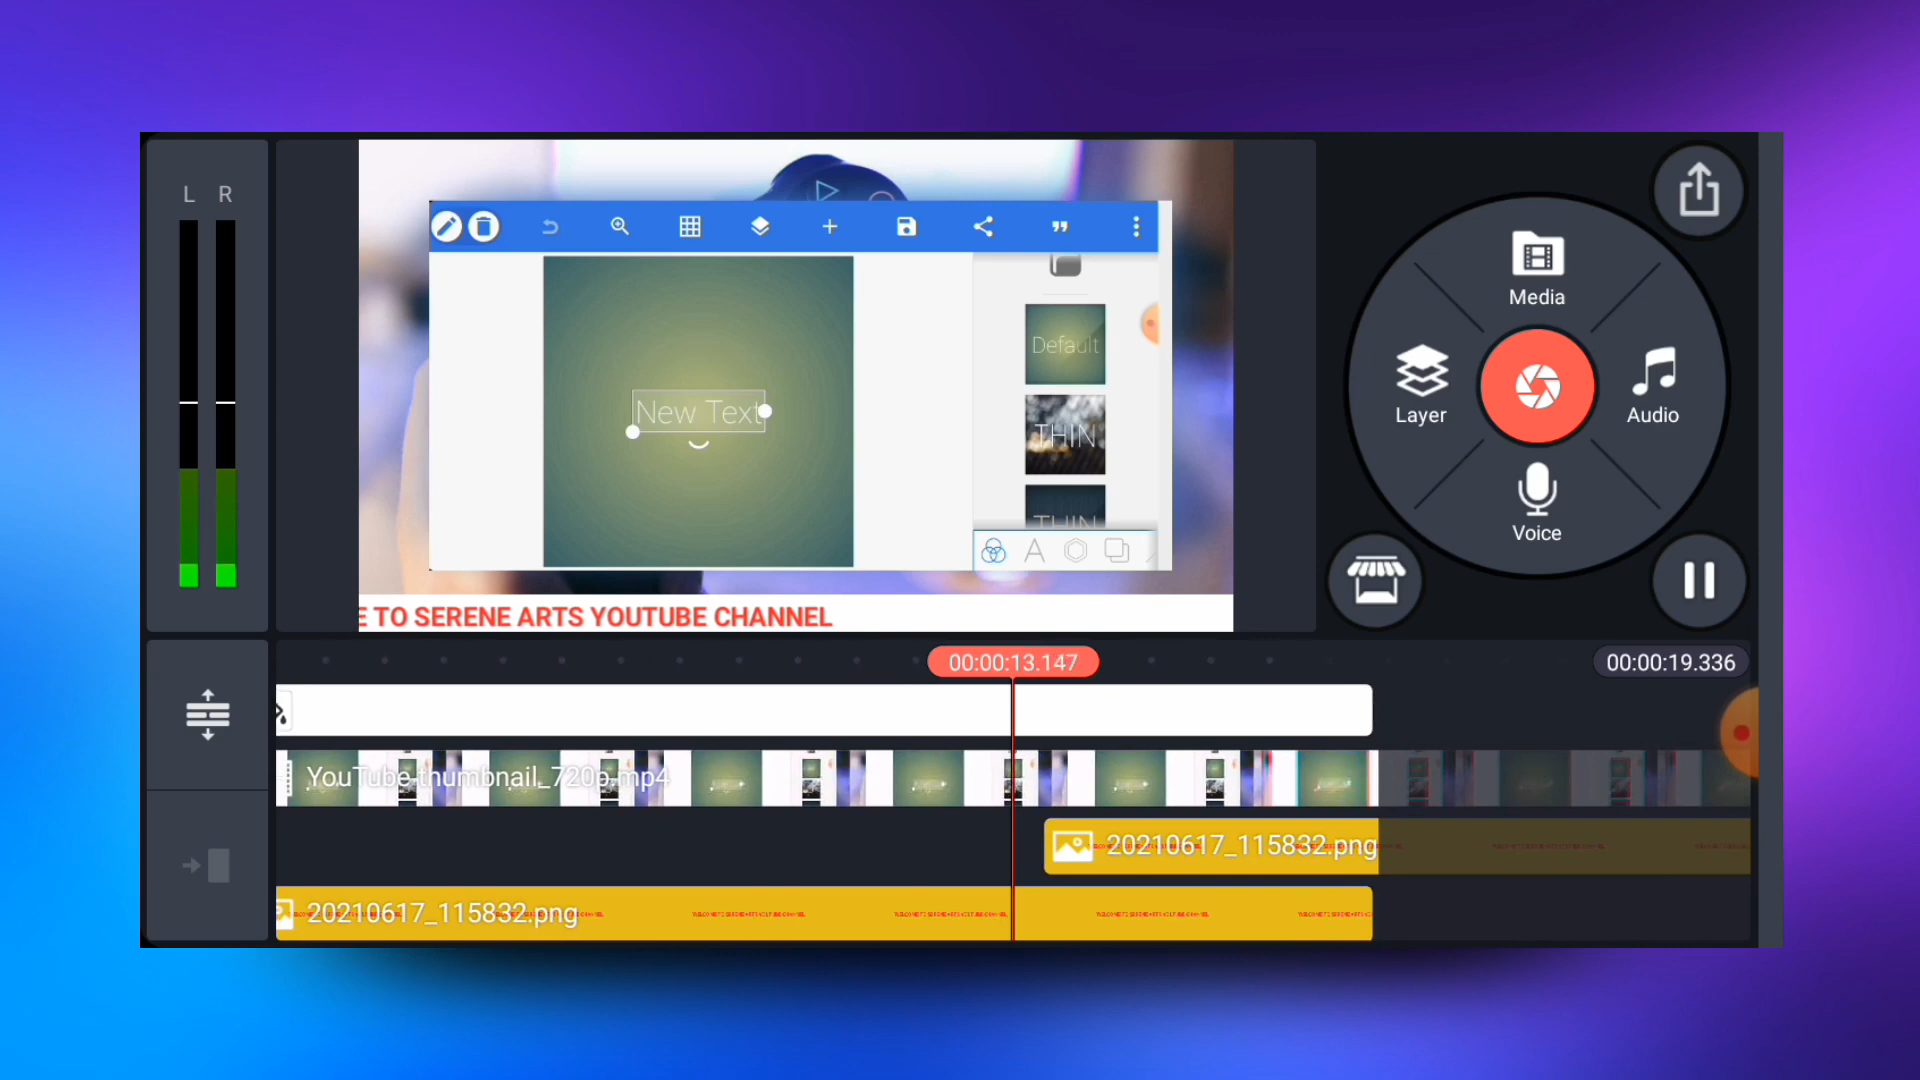 L R
Media
Layer
Audio
Voice
New Text
Default
THIN
THIN
E TO SERENE ARTS YOUTUBE CHANNEL
00:00:13.147
00:00:19.336
YouTube thumbnail_720p.mp4
20210617_115832.png
20210617_115832.png